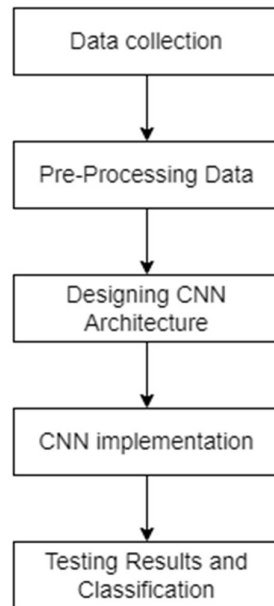 Data collection
Pre-Processing Data
Designing CNN
Architecture
CNN implementation
Testing Results and
Classification